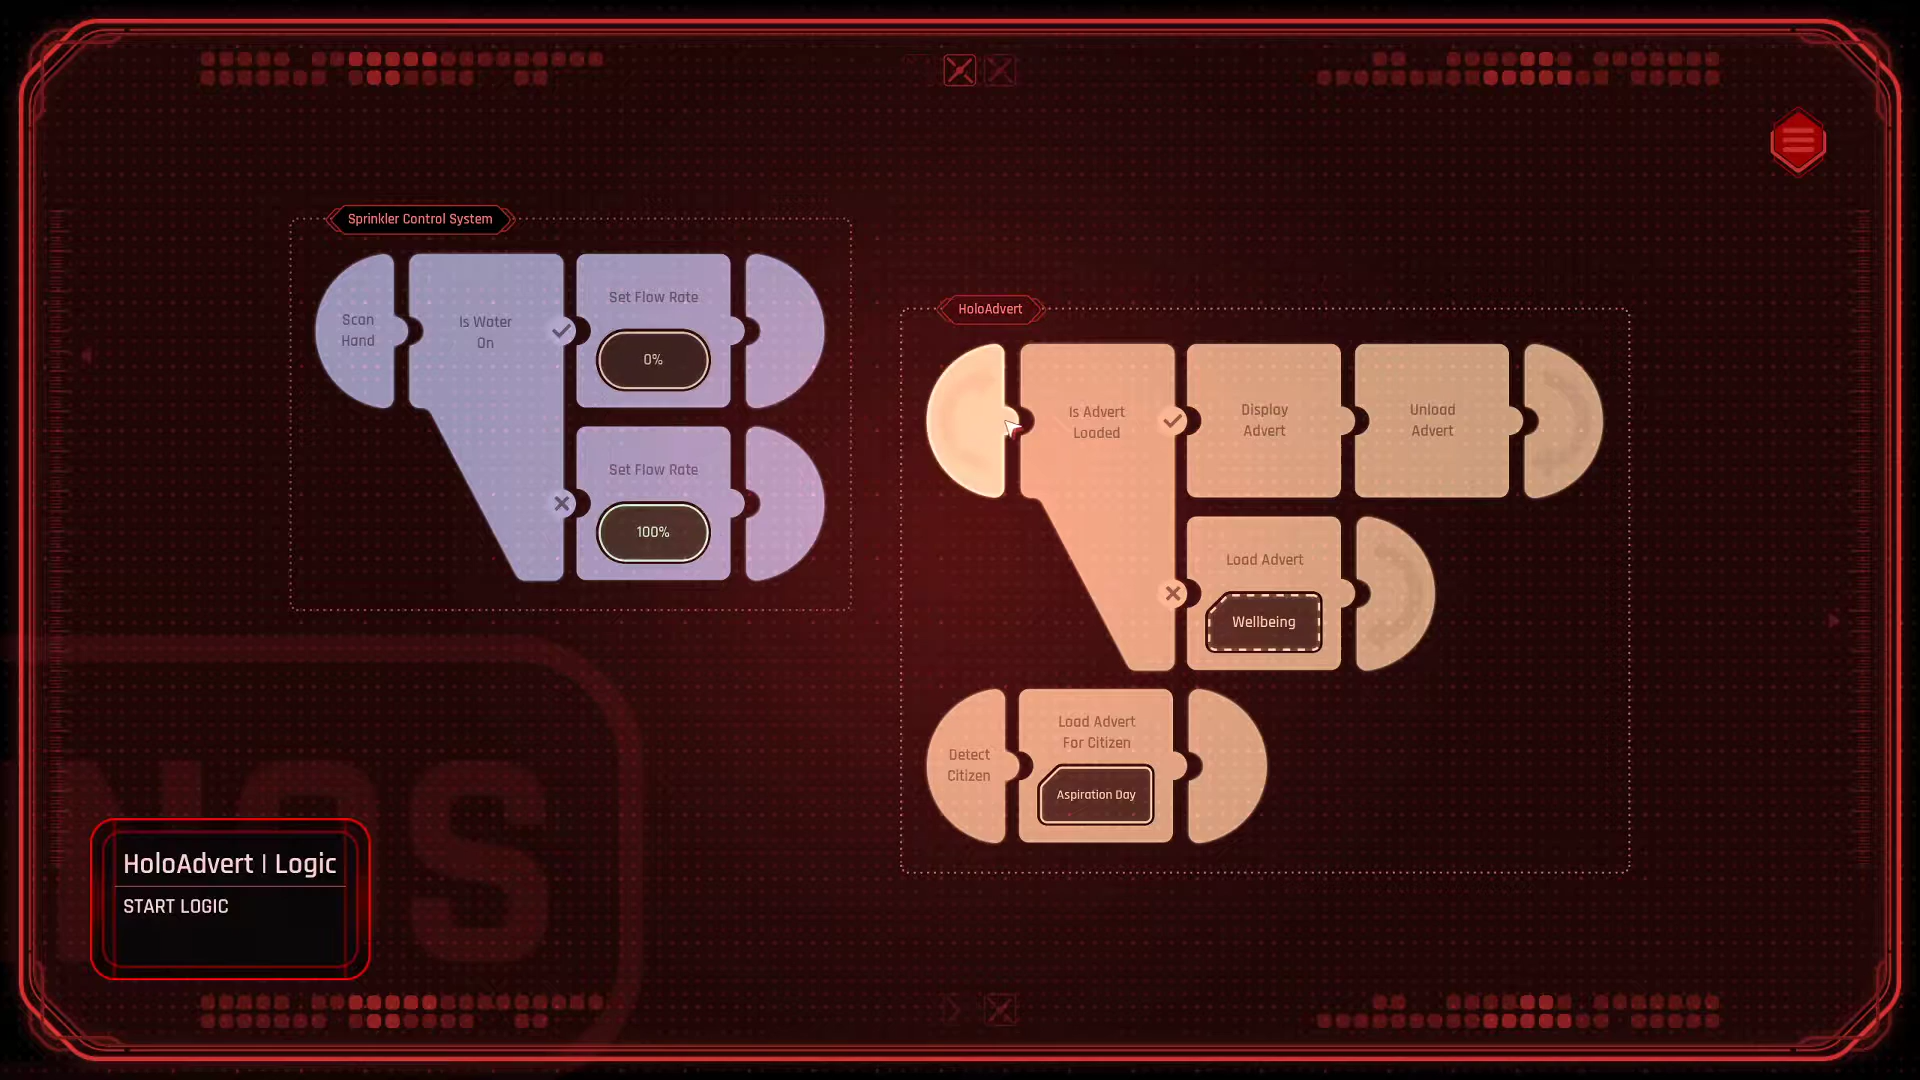 Sprinkler Control System
Scan
Hand
Is Water
On
Set Flow Rate
0%
Set Flow Rate
100%
HoloAdvert
Is Advert
Loaded
Display
Advert
Unload
Advert
Load Advert
Wellbeing
Detect
Citizen
Load Advert
For Citizen
Aspiration Day
HoloAdvert | Logic
START LOGIC